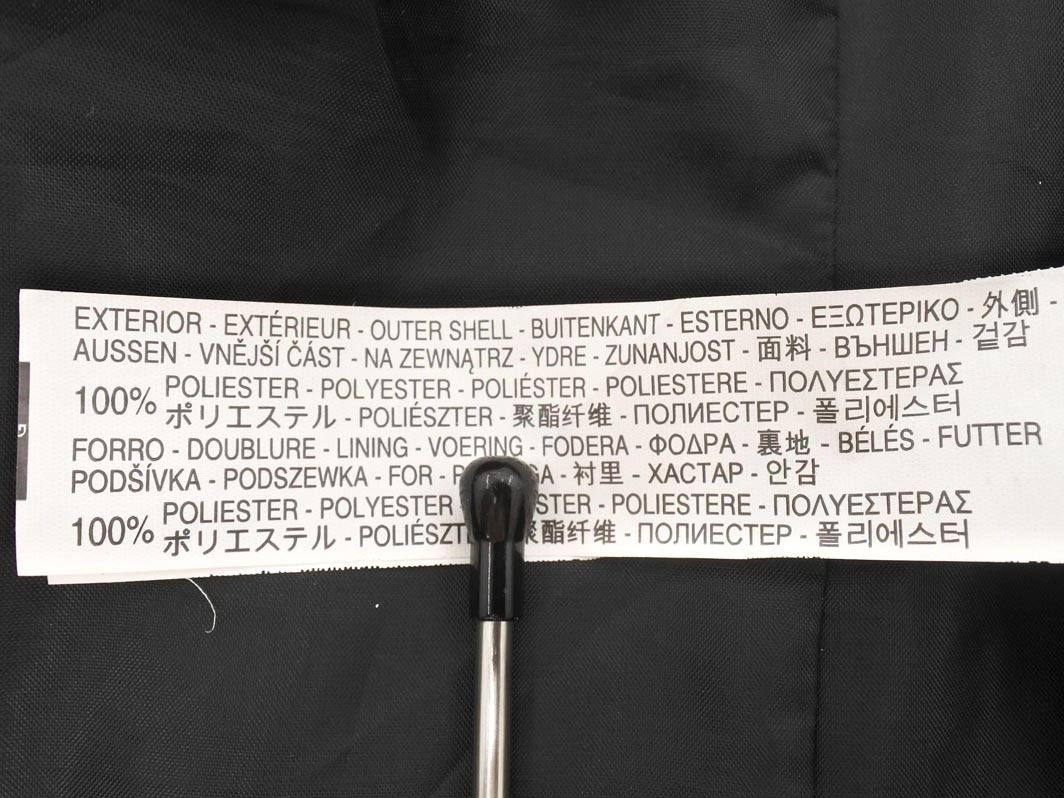 EXTERIOR - EXTÉRIEUR - OUTER SHELL - BUITENKANT - ESTERNO - ΕΞΩΤΕΡΙΚΟ - 外側 -
AUSSEN - VNĚJŠÍ ČÁST - NA ZEWNĄTRZ - YDRE - ZUNANJOST - 面料 - ВЪНШЕН - 겉감
100% POLIESTER - POLYESTER - POLIÉSTER - POLIESTERE - ΠΟΛΥΕΣΤΕΡΑΣ
ポリエステル - POLIÉSZTER - 聚酯纤维 - ПОЛИЕСТЕР - 폴리에스터
FORRO - DOUBLURE - LINING - VOERING - FODERA - ΦΟΔΡΑ - 裏地 - BÉLÉS - FUTTER
PODŠÍVKA - PODSZEWKA - FOR - 衬里 - ХАСТАР - 안감
100% POLIESTER - POLYESTER - POLIESTERE - ΠΟΛΥΕΣΤΕΡΑΣ
ポリエステル - 聚酯纤维 - ПОЛИЕСТЕР - 폴리에스터